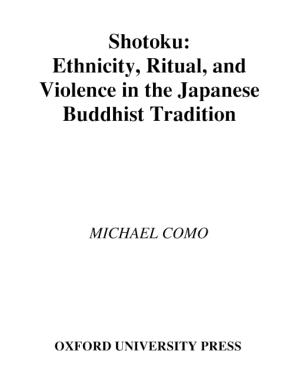 Shotoku:
Ethnicity, Ritual, and
Violence in the Japanese
Buddhist Tradition
MICHAEL COMO
OXFORD UNIVERSITY PRESS